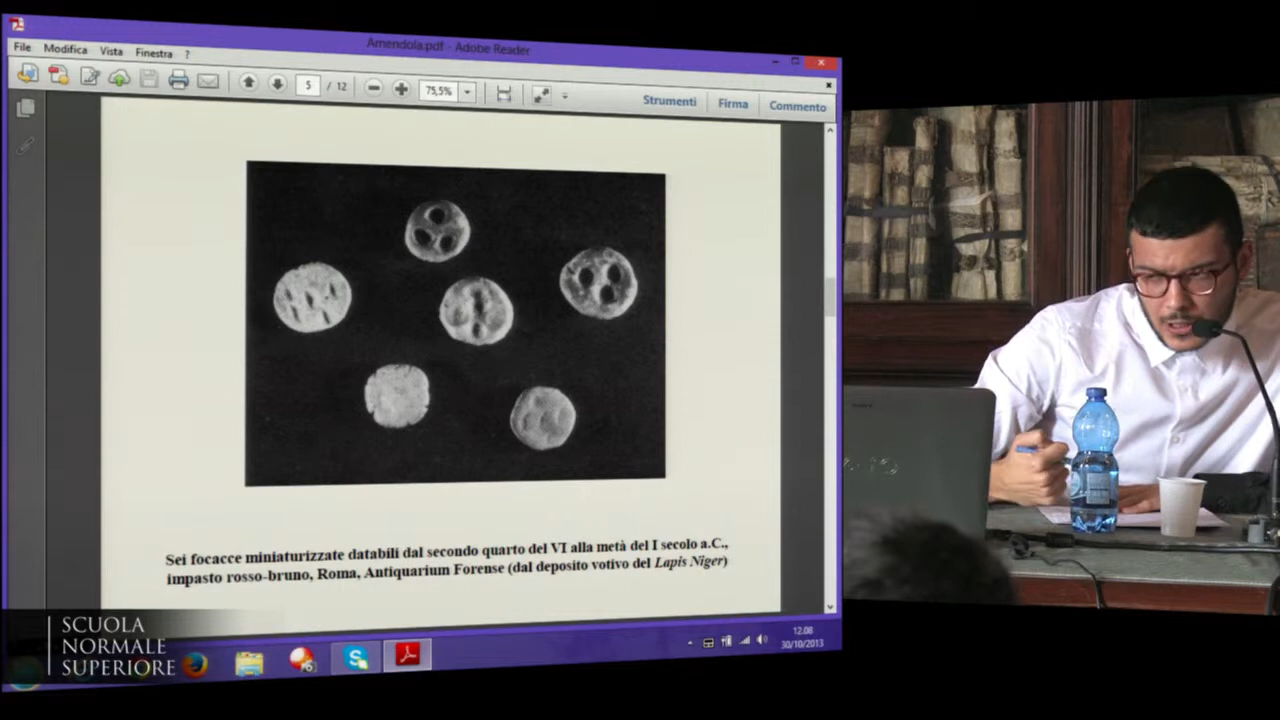 Amendola.pdf - Adobe Reader
File Modifica Vista Finestra ?
5 / 12 75,5%
Strumenti Firma Commento
Sei focacce miniaturizzate databili dal secondo quarto del VI alla metà del I secolo a.C.,
impasto rosso-bruno, Roma, Antiquarium Forense (dal deposito votivo del Lapis Niger)
SCUOLA
NORMALE
SUPERIORE
12.08
30/10/2013